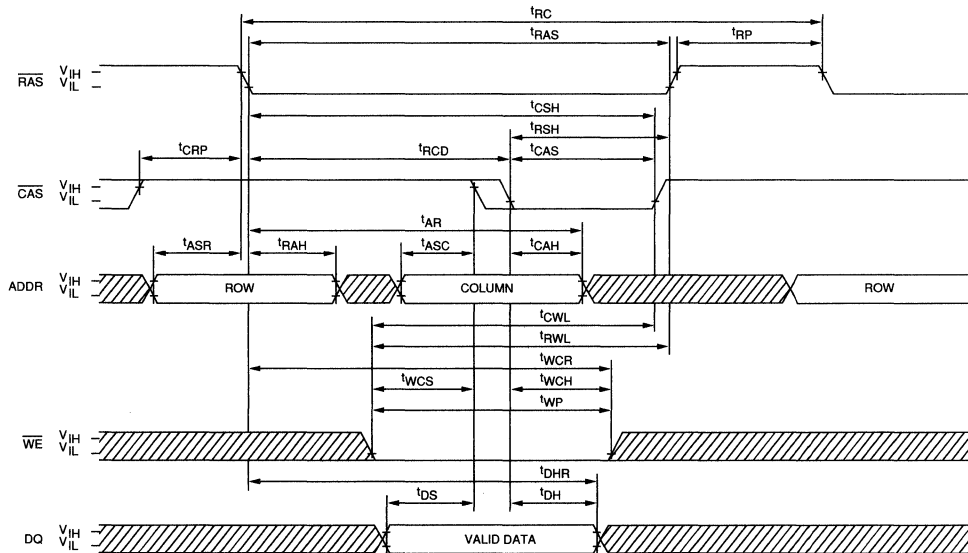 tRC
tRAS
tRP
RAS VIH VIL
tCSH
tRSH
tCRP tRCD tCAS
CAS VIH VIL
tAR
tASR tRAH tASC tCAH
ADDR VIH VIL ROW COLUMN ROW
tCWL
tRWL
tWCR
tWCS tWCH
tWP
WE VIH VIL
tDHR
tDS tDH
DQ VIH VIL VALID DATA